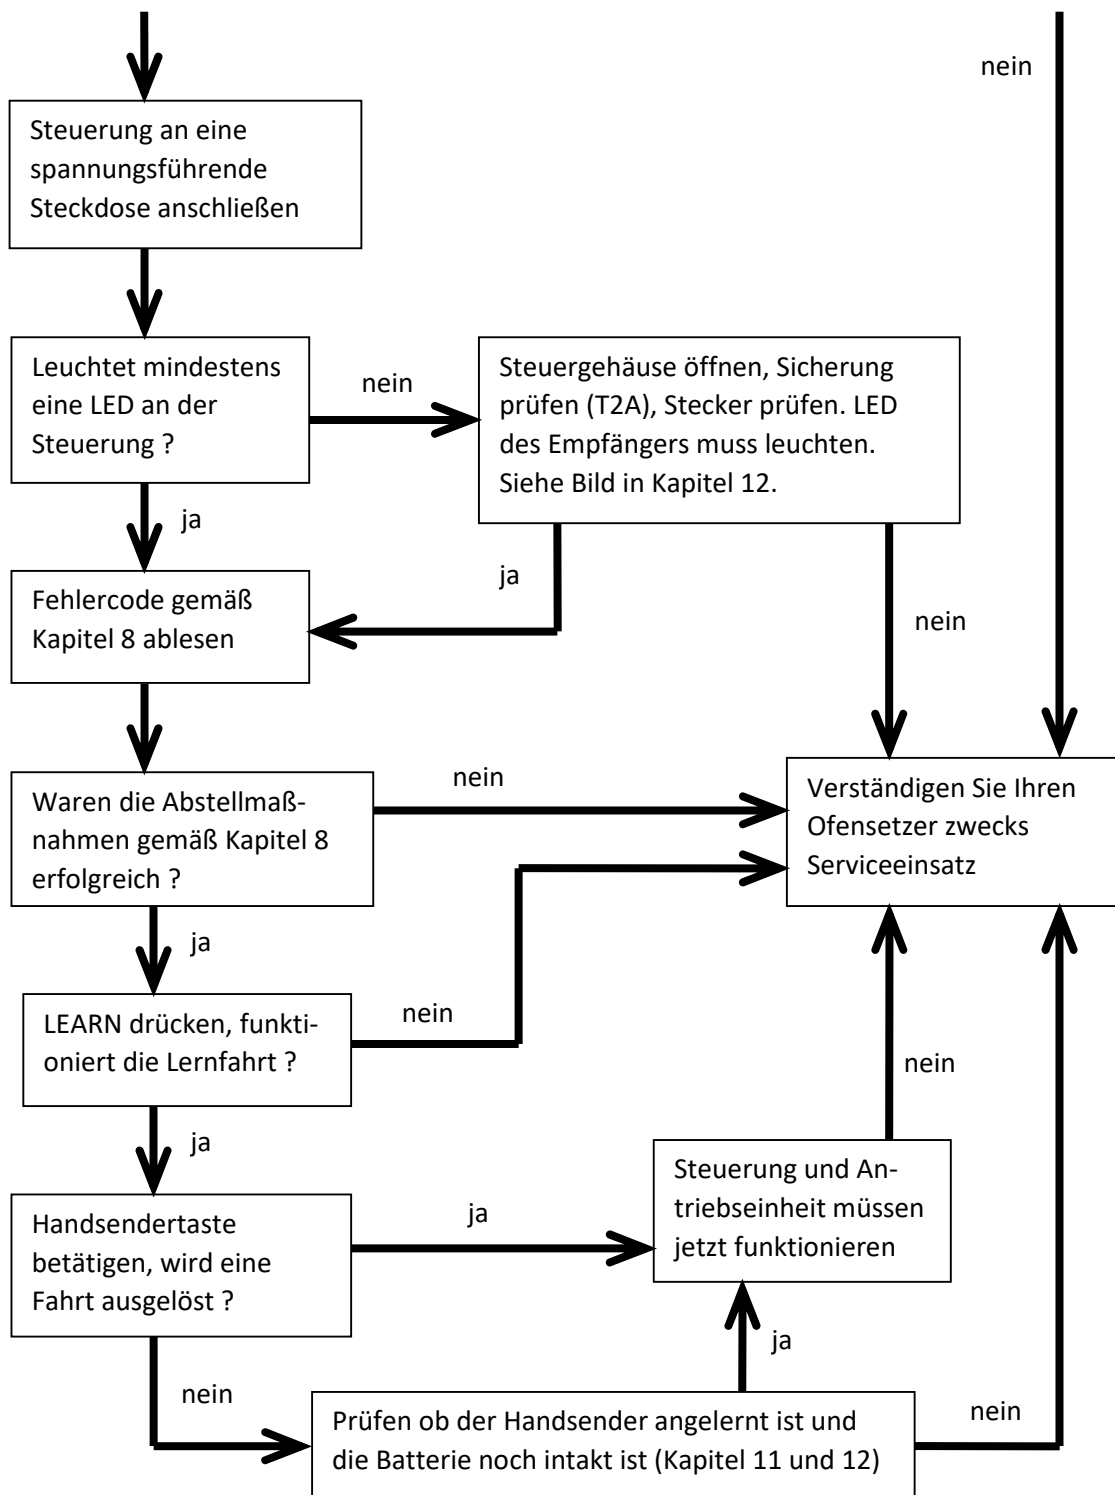 nein
Steuerung an eine
spannungsführende
Steckdose anschließen
Leuchtet mindestens
eine LED an der
Steuerung ?
nein
Steuergehäuse öffnen, Sicherung
prüfen (T2A), Stecker prüfen. LED
des Empfängers muss leuchten.
Siehe Bild in Kapitel 12.
ja
ja
nein
Fehlercode gemäß
Kapitel 8 ablesen
Waren die Abstellmaß-
nahmen gemäß Kapitel 8
erfolgreich ?
nein
Verständigen Sie Ihren
Ofensetzer zwecks
Serviceeinsatz
ja
LEARN drücken, funkti-
oniert die Lernfahrt ?
nein
nein
ja
Steuerung und An-
triebseinheit müssen
jetzt funktionieren
Handsendertaste
betätigen, wird eine
Fahrt ausgelöst ?
ja
ja
nein
Prüfen ob der Handsender angelernt ist und
die Batterie noch intakt ist (Kapitel 11 und 12)
nein